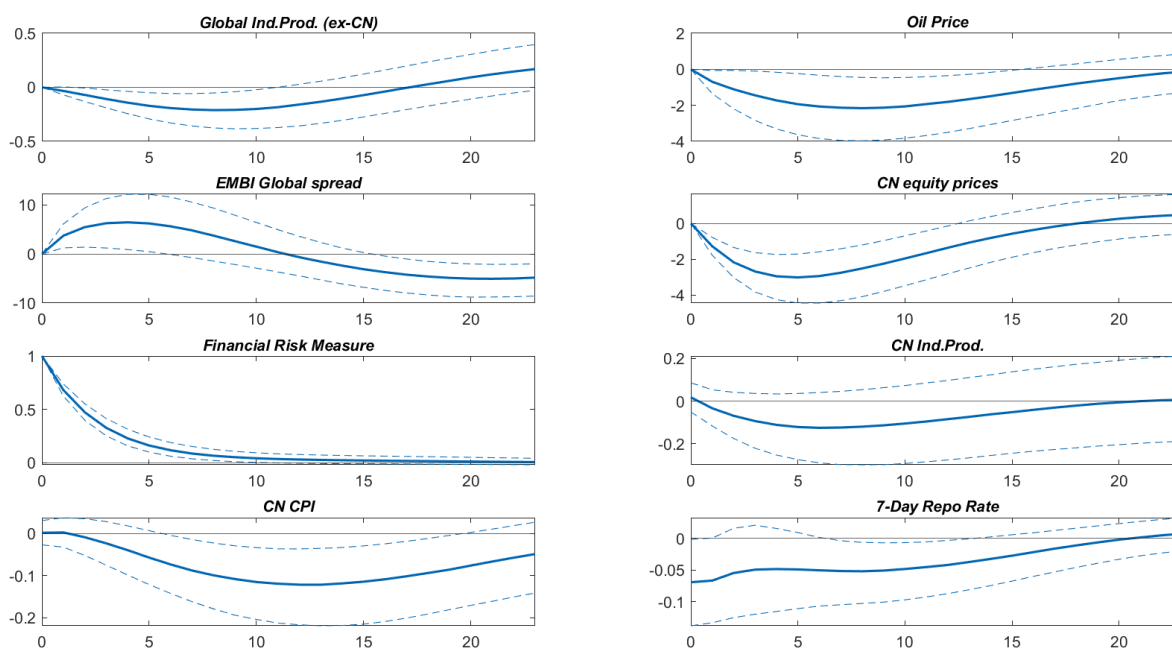 Global Ind.Prod. (ex-CN)
0.5
0
-0.5
0 5 10 15 20
Oil Price
2
0
-2
-4
0 5 10 15 20
EMBI Global spread
10
0
-10
0 5 10 15 20
CN equity prices
0
-2
-4
0 5 10 15 20
Financial Risk Measure
1
0.5
0
0 5 10 15 20
CN Ind.Prod.
0.2
0
-0.2
0 5 10 15 20
CN CPI
0
-0.1
-0.2
0 5 10 15 20
7-Day Repo Rate
0
-0.05
-0.1
0 5 10 15 20